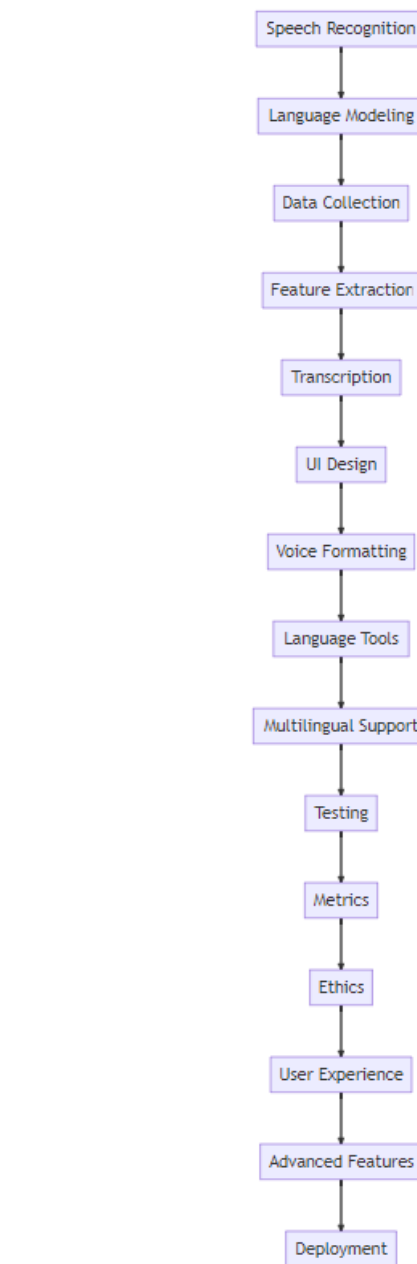 Speech Recognition
Language Modeling
Data Collection
Feature Extraction
Transcription
UI Design
Voice Formatting
Language Tools
Multilingual Support
Testing
Metrics
Ethics
User Experience
Advanced Features
Deployment